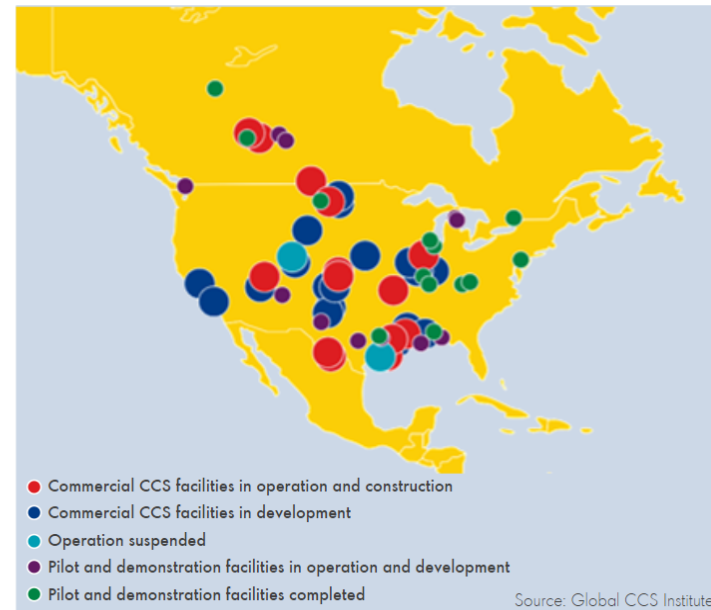 Commercial CCS facilities in operation and construction
Commercial CCS facilities in development
Operation suspended
Pilot and demonstration facilities in operation and development
Pilot and demonstration facilities completed
Source: Global CCS Institute